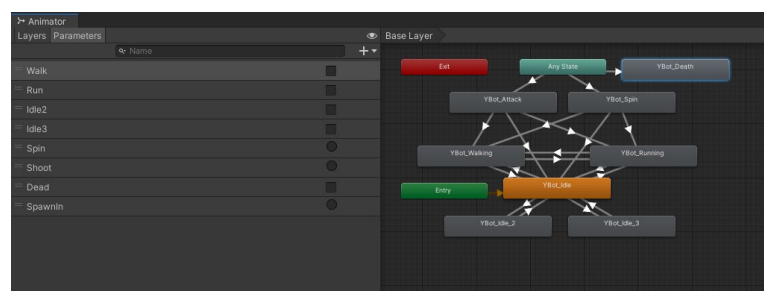 Animator
Layers Parameters
Name
Walk
Run
Idle2
Idle3
Spin
Shoot
Dead
SpawnIn
Base Layer
Exit
Any State
YBot_Death
YBot_Attack
YBot_Spin
YBot_Walking
YBot_Running
YBot_Idle
Entry
YBot_Idle_2
YBot_Idle_3